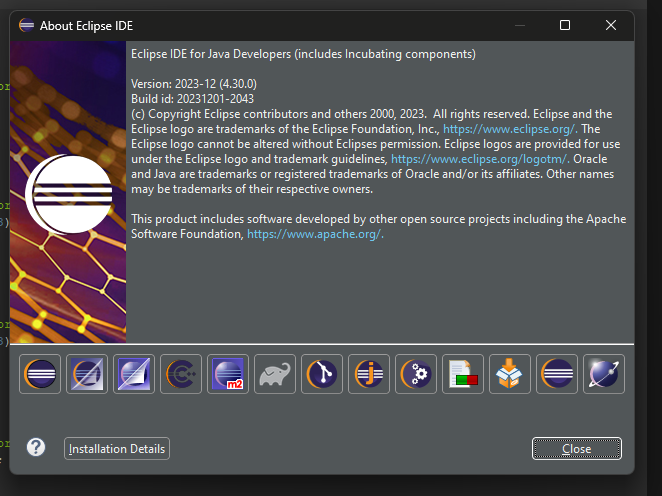 About Eclipse IDE
Eclipse IDE for Java Developers (includes Incubating components)
Version: 2023-12 (4.30.0)
Build id: 20231201-2043
(c) Copyright Eclipse contributors and others 2000, 2023.  All rights reserved. Eclipse and the
Eclipse logo are trademarks of the Eclipse Foundation, Inc., https://www.eclipse.org/. The
Eclipse logo cannot be altered without Eclipses permission. Eclipse logos are provided for use
under the Eclipse logo and trademark guidelines, https://www.eclipse.org/logotm/. Oracle
and Java are trademarks or registered trademarks of Oracle and/or its affiliates. Other names
may be trademarks of their respective owners.
This product includes software developed by other open source projects including the Apache
Software Foundation, https://www.apache.org/.
m2
j
?
Installation Details
Close